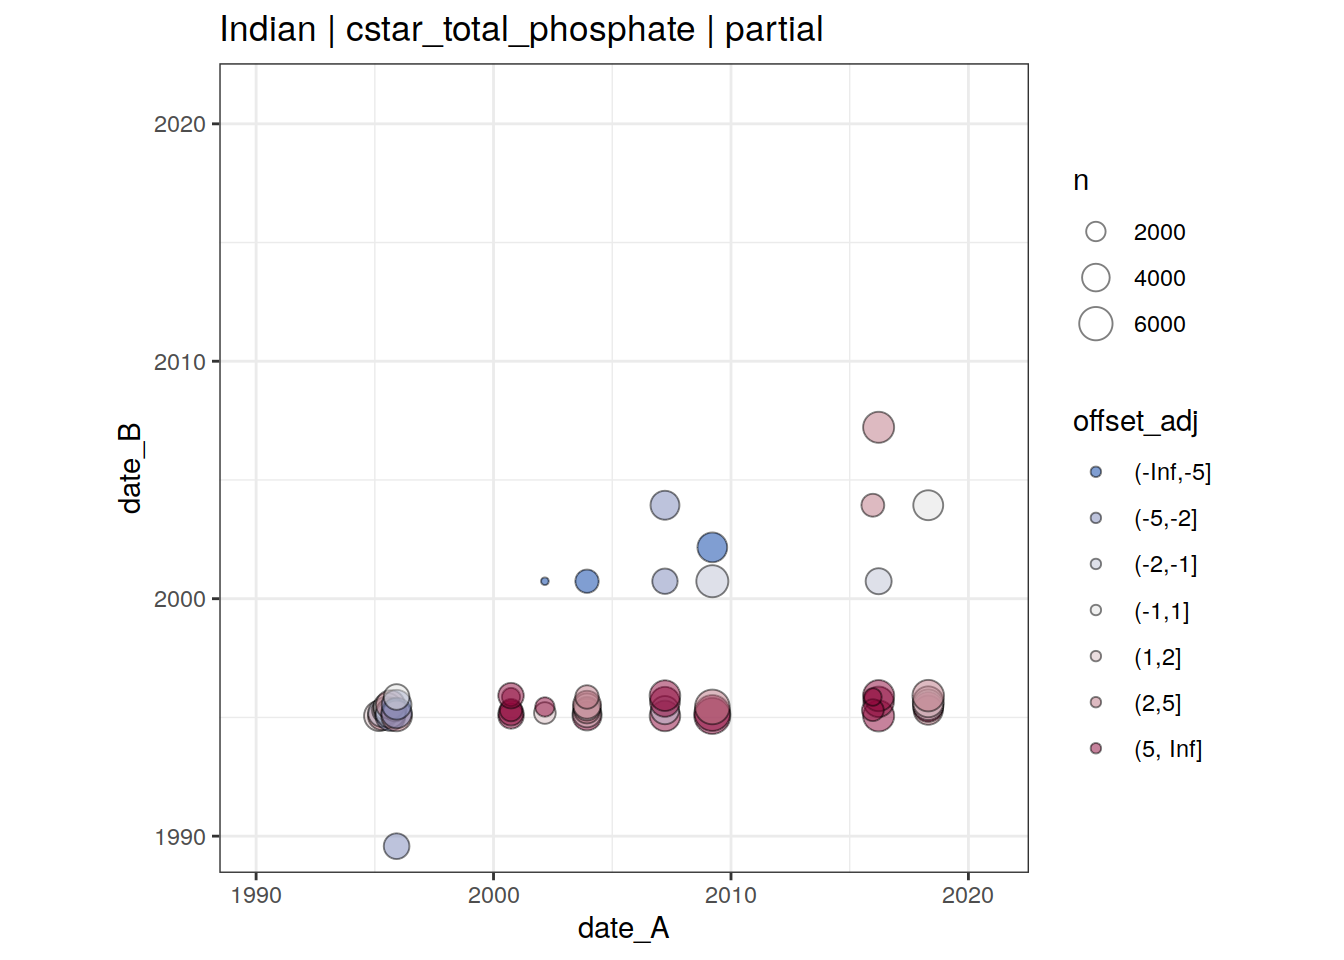 Indian | cstar_total_phosphate | partial
2020
2010
2000
1990
date_B
1990
2000
2010
2020
date_A
n
2000
4000
6000
offset_adj
(-Inf,-5]
(-5,-2]
(-2,-1]
(-1,1]
(1,2]
(2,5]
(5, Inf]